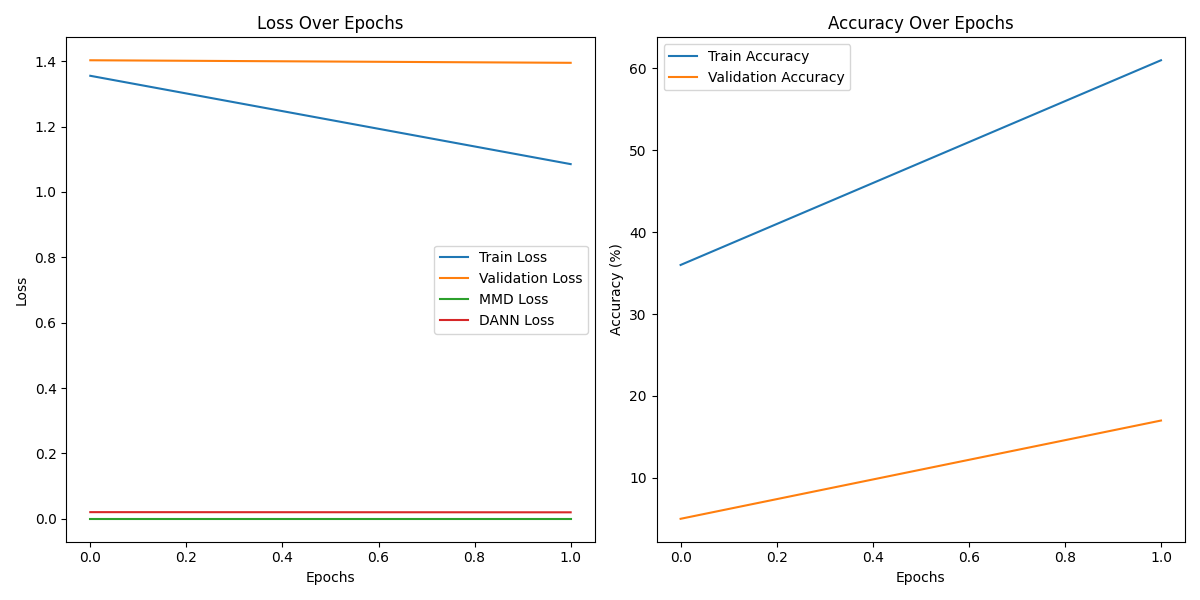 Loss Over Epochs
1.4
1.2
1.0
0.8
0.6
0.4
0.2
0.0
Loss
Train Loss
Validation Loss
MMD Loss
DANN Loss
0.0 0.2 0.4 0.6 0.8 1.0
Epochs
Accuracy Over Epochs
Train Accuracy
Validation Accuracy
60
50
40
30
20
10
Accuracy (%)
0.0 0.2 0.4 0.6 0.8 1.0
Epochs